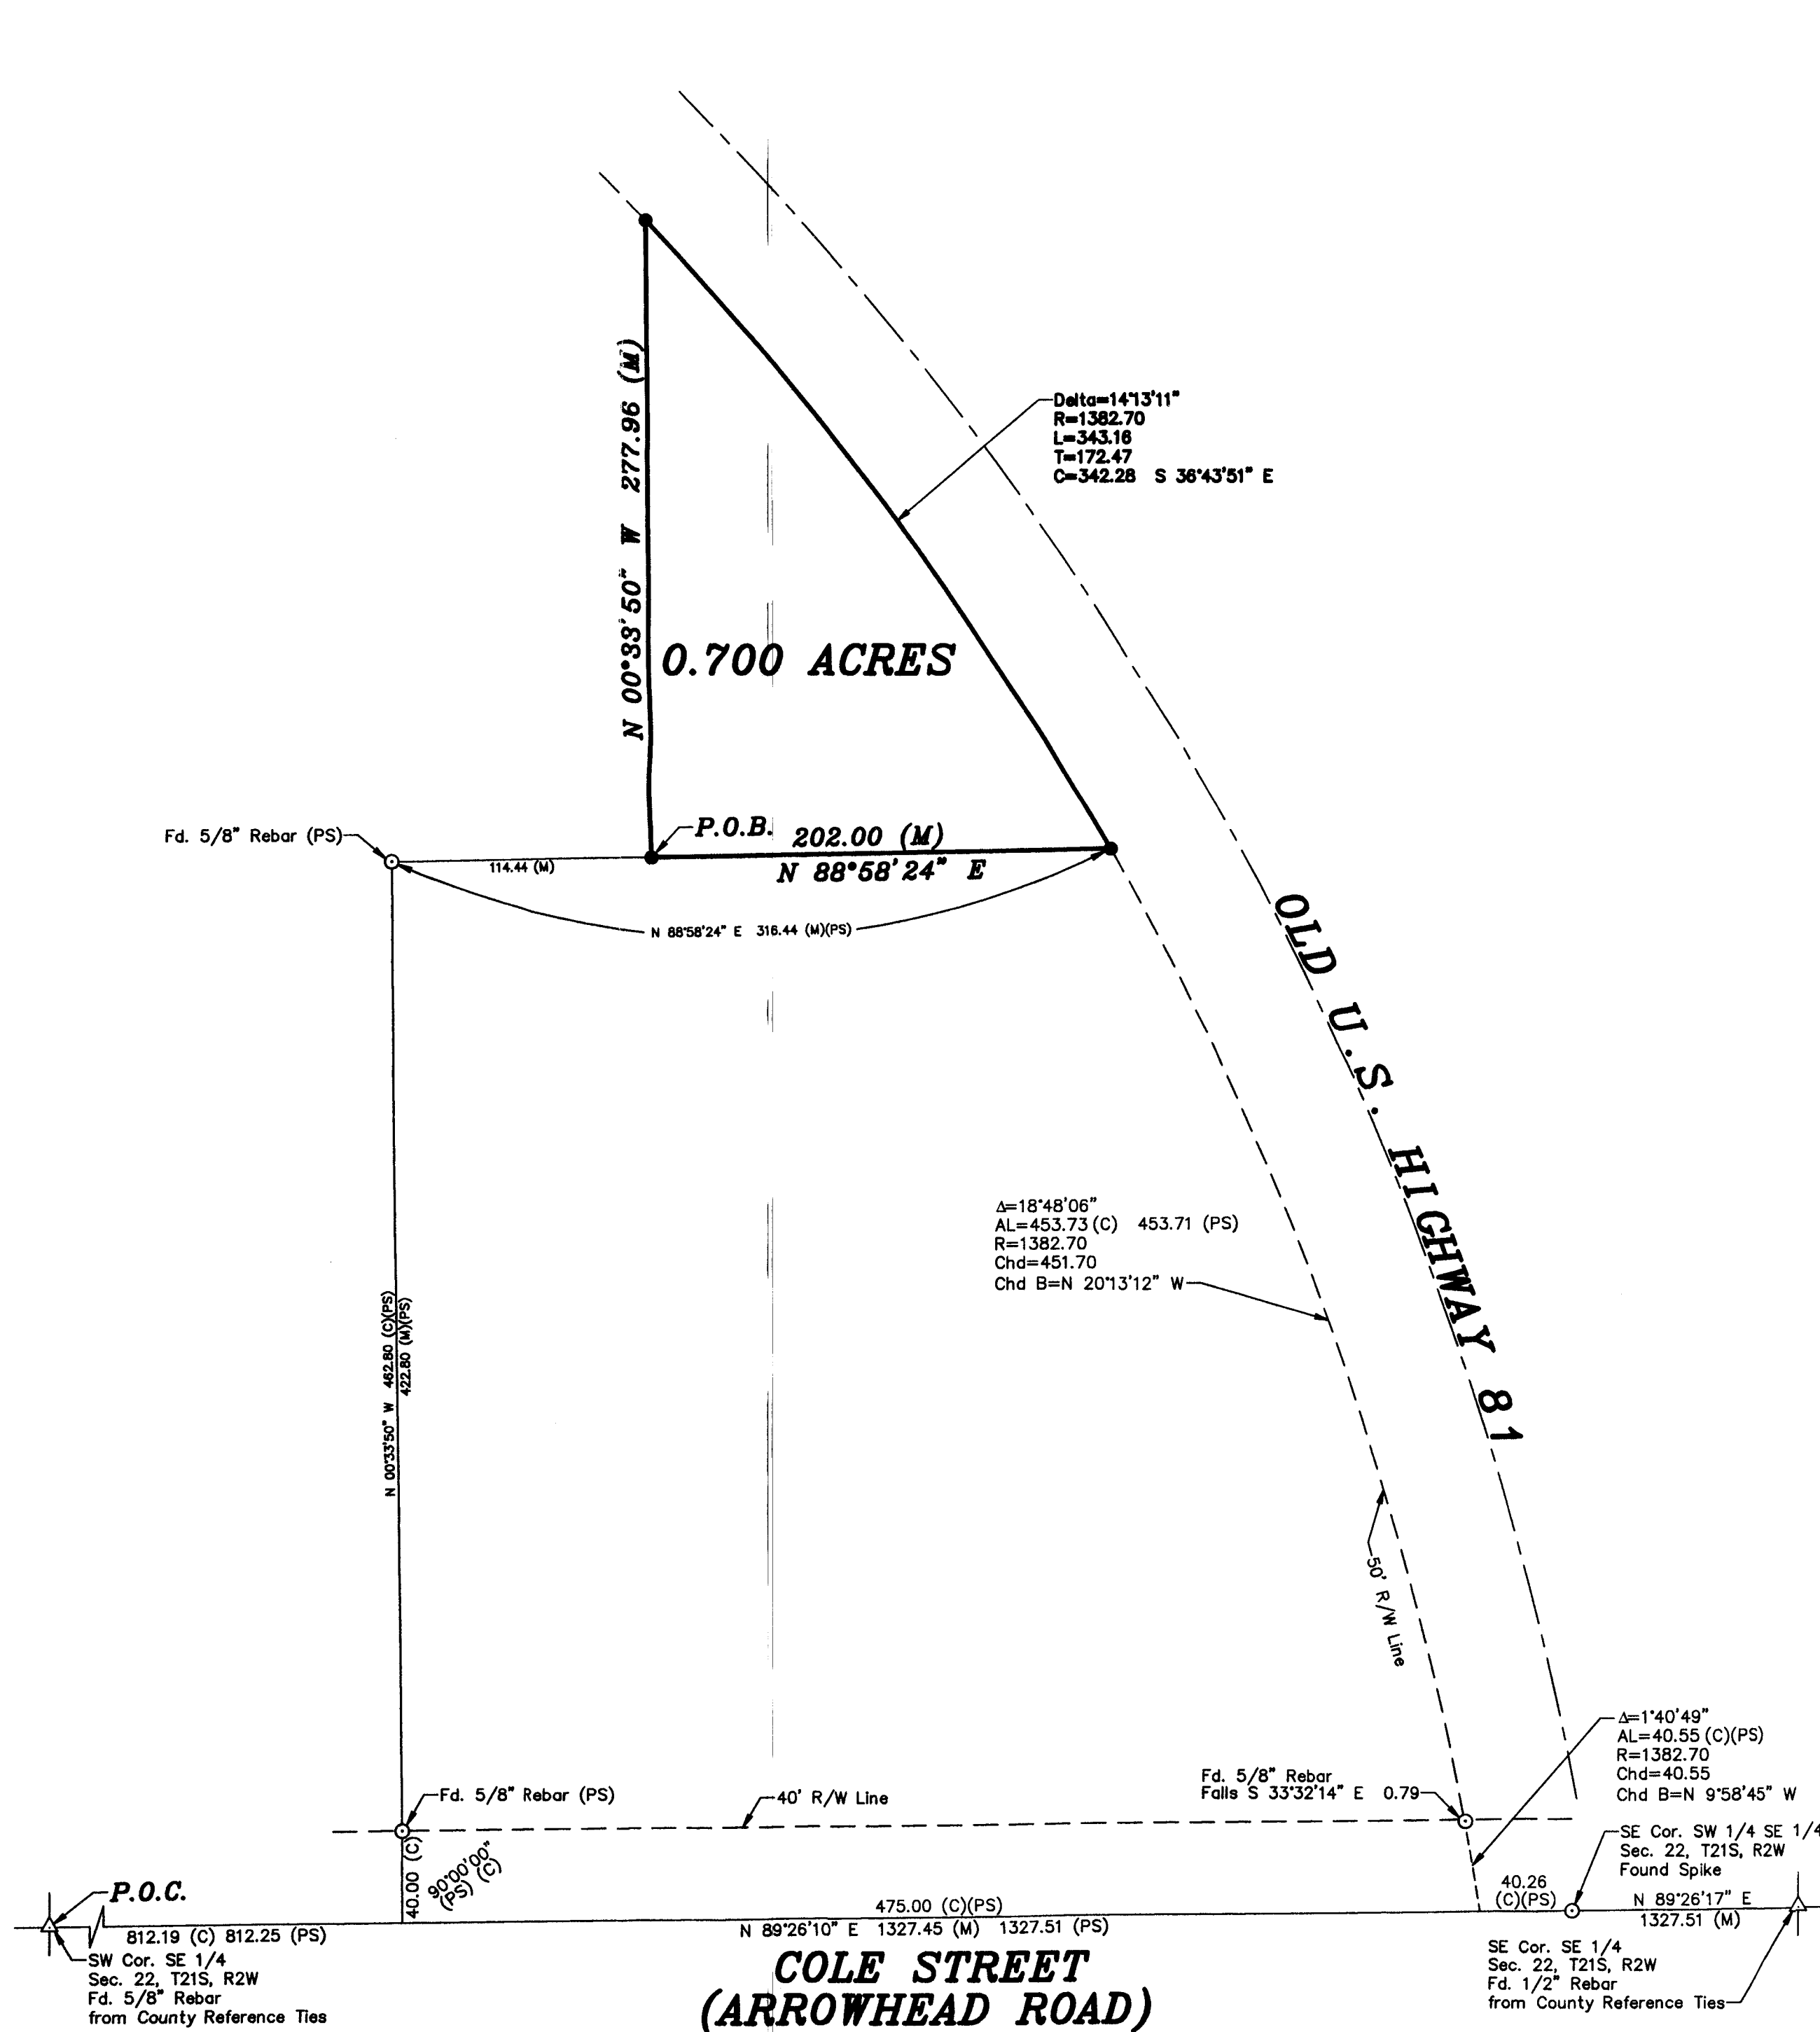 Delta=14°13'11"
R=1382.70
L=343.16
T=172.47
C=342.28 S 36°43'51" E
N 00°33'50" W 277.96 (M)
0.700 ACRES
Fd. 5/8" Rebar (PS)
P.O.B.
202.00 (M)
N 88°58'24" E
114.44 (M)
N 88°58'24" E 316.44 (M)(PS)
OLD U.S. HIGHWAY 81
Δ=18°48'06"
AL=453.73 (C) 453.71 (PS)
R=1382.70
Chd=451.70
Chd B=N 20°13'12" W
N 00°33'50" W 462.80 (C)(PS)
422.80 (M)(PS)
50' R/W Line
Δ=1°40'49"
AL=40.55 (C)(PS)
R=1382.70
Chd=40.55
Chd B=N 9°58'45" W
Fd. 5/8" Rebar
Falls S 33°32'14" E 0.79
Fd. 5/8" Rebar (PS)
40' R/W Line
40.00 (C)
90°00'00"
(PS) (C)
SE Cor. SW 1/4 SE 1/4
Sec. 22, T21S, R2W
Found Spike
P.O.C.
475.00 (C)(PS)
40.26
(C)(PS)
N 89°26'17" E
1327.51 (M)
812.19 (C) 812.25 (PS)
N 89°26'10" E 1327.45 (M) 1327.51 (PS)
SW Cor. SE 1/4
Sec. 22, T21S, R2W
Fd. 5/8" Rebar
from County Reference Ties
COLE STREET
(ARROWHEAD ROAD)
SE Cor. SE 1/4
Sec. 22, T21S, R2W
Fd. 1/2" Rebar
from County Reference Ties